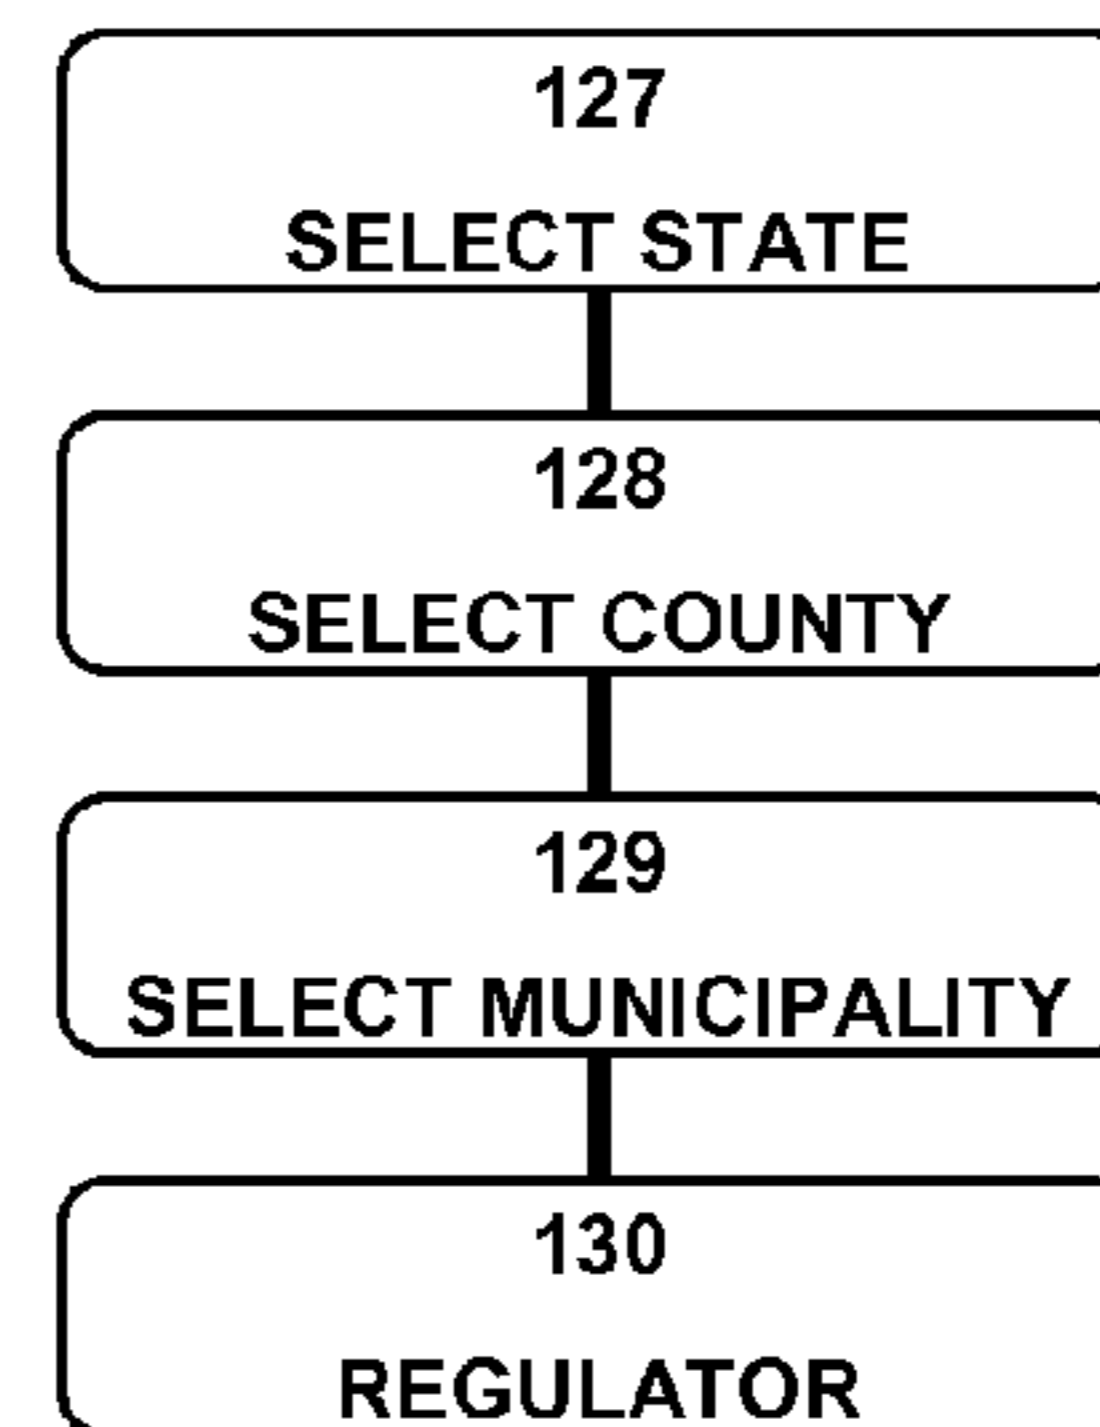 127
SELECT STATE
128
SELECT COUNTY
129
SELECT MUNICIPALITY
130
REGULATOR